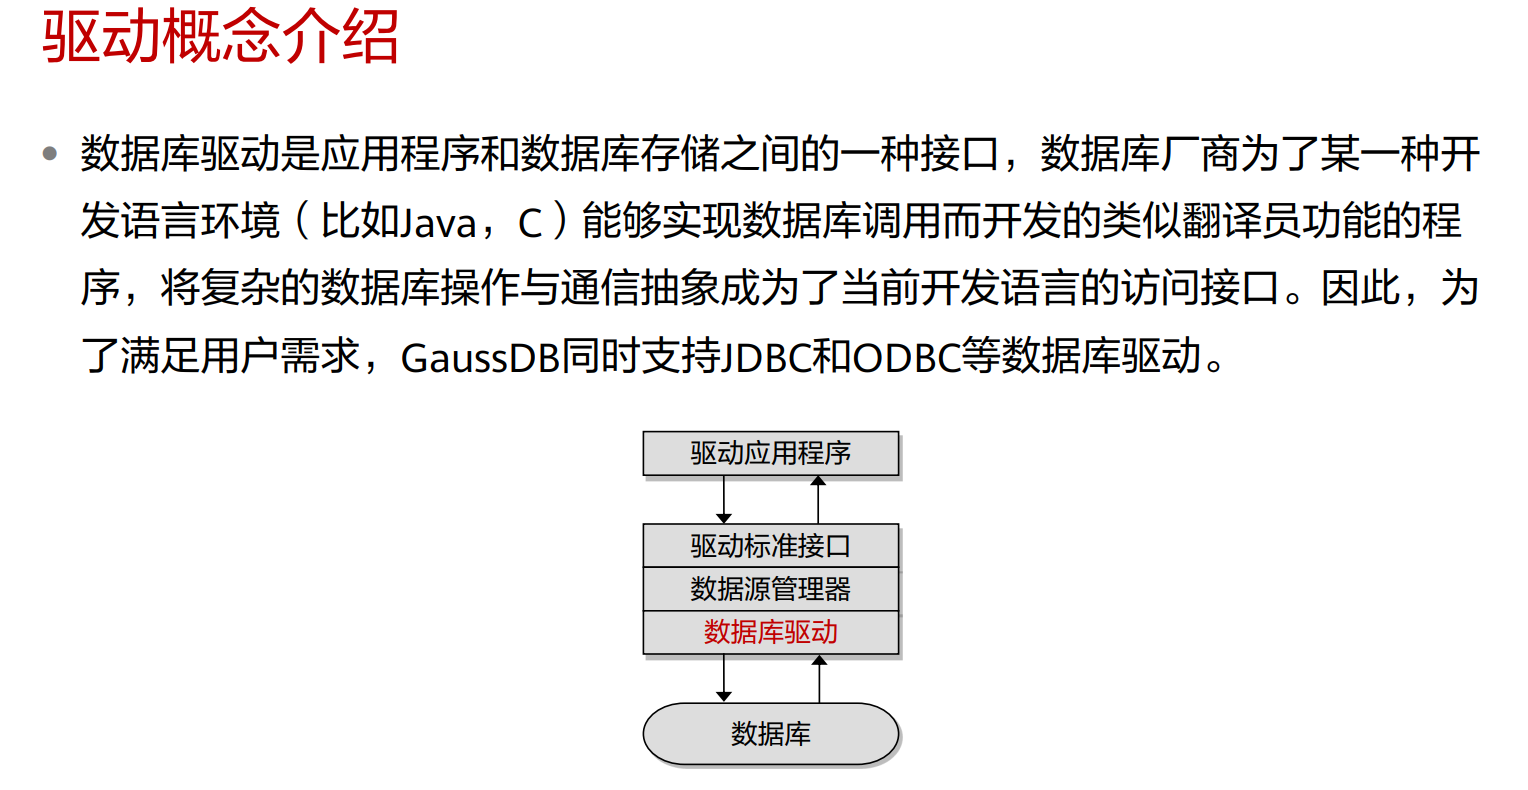 驱动概念介绍
• 数据库驱动是应用程序和数据库存储之间的一种接口，数据库厂商为了某一种开
发语言环境（比如Java，C）能够实现数据库调用而开发的类似翻译员功能的程
序，将复杂的数据库操作与通信抽象成为了当前开发语言的访问接口。因此，为
了满足用户需求，GaussDB同时支持JDBC和ODBC等数据库驱动。
驱动应用程序
驱动标准接口
数据源管理器
数据库驱动
数据库